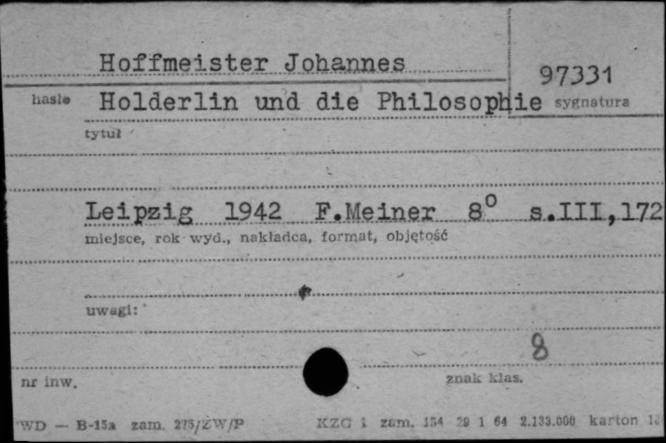 Hoffmeister Johannes
97331
hasło Holderlin und die Philosophie sygnatura
tytuł
Leipzig 1942 F.Meiner 8° s.III,172
miejsce, rok wyd., nakładca, format, objętość
uwagi:
8
nr inw. znak klas.
WD — B-15a zam. 275/ZW/P KZG 1 zam. 154 29 1 64 2.133.000 karton